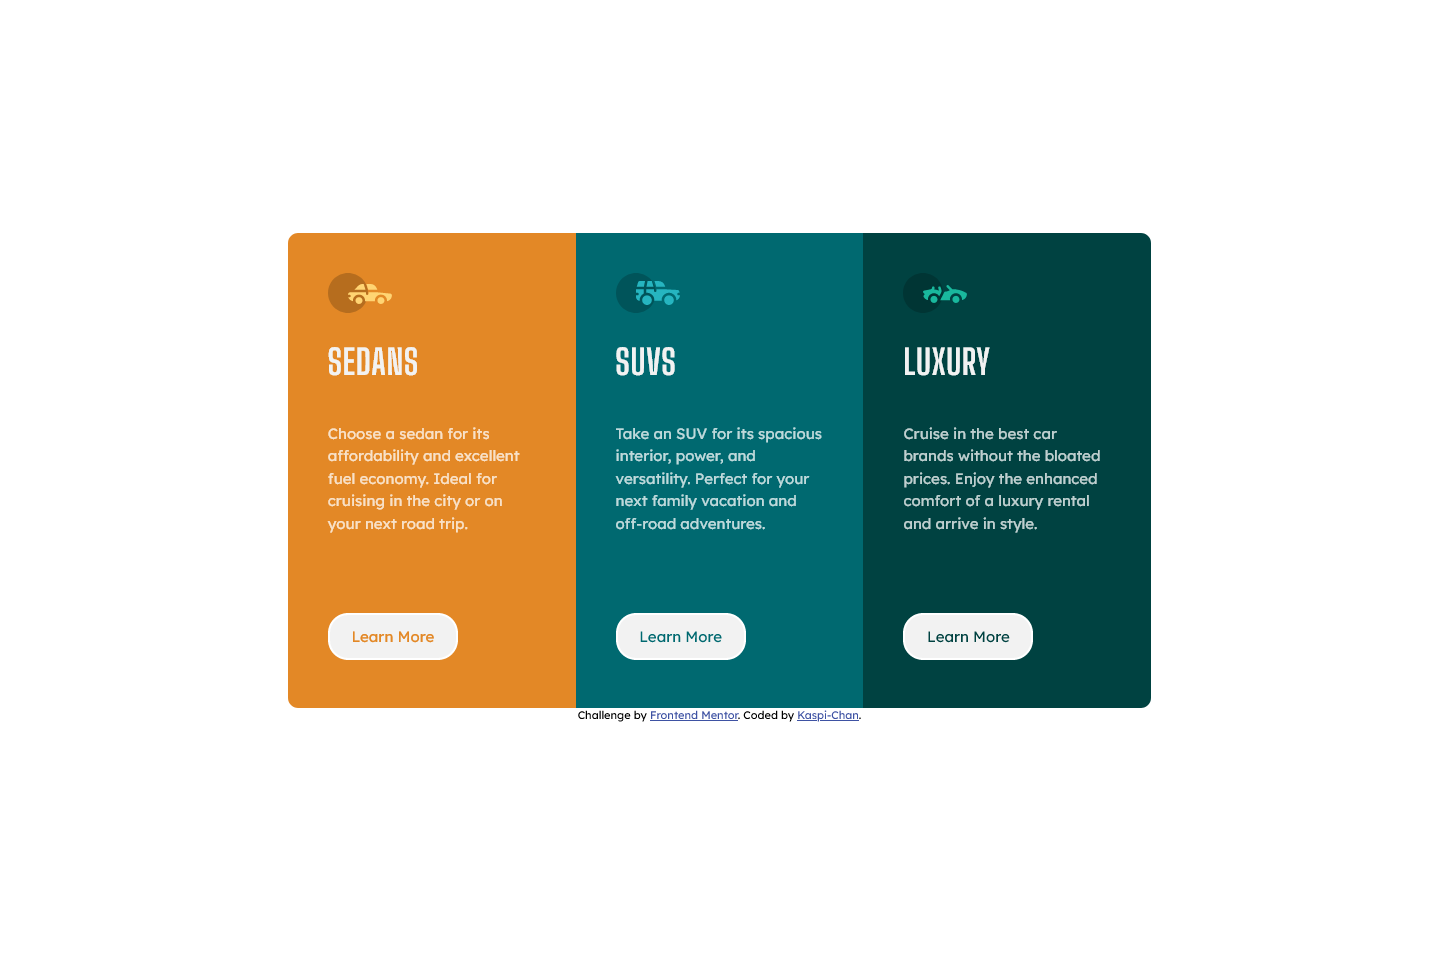 SEDANS
Choose a sedan for its
affordability and excellent
fuel economy. Ideal for
cruising in the city or on
your next road trip.
Learn More
SUVS
Take an SUV for its spacious
interior, power, and
versatility. Perfect for your
next family vacation and
off-road adventures.
Learn More
LUXURY
Cruise in the best car
brands without the bloated
prices. Enjoy the enhanced
comfort of a luxury rental
and arrive in style.
Learn More
Challenge by Frontend Mentor. Coded by Kaspi-Chan.